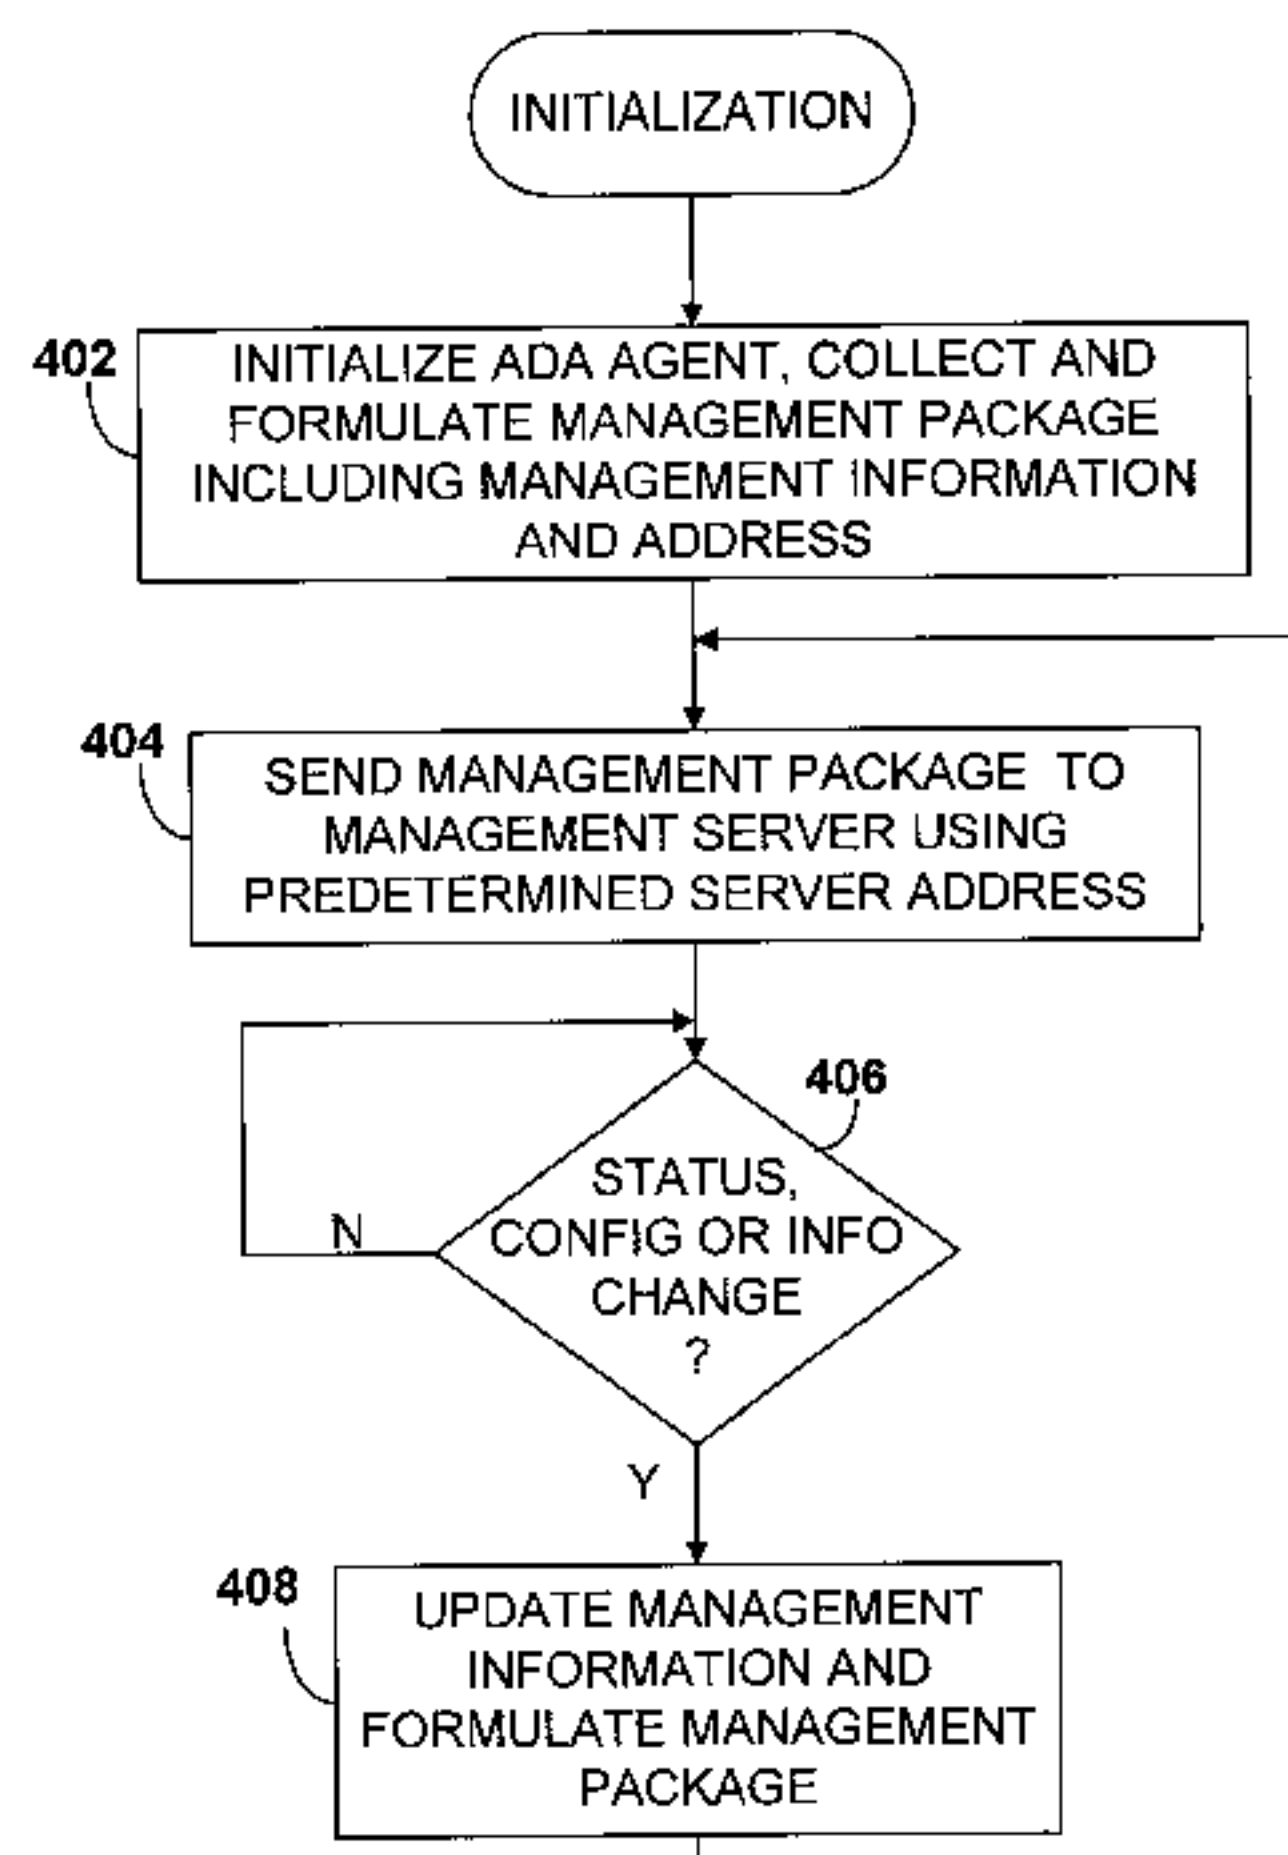 INITIALIZATION
402
INITIALIZE ADA AGENT, COLLECT AND
FORMULATE MANAGEMENT PACKAGE
INCLUDING MANAGEMENT INFORMATION
AND ADDRESS
404
SEND MANAGEMENT PACKAGE TO
MANAGEMENT SERVER USING
PREDETERMINED SERVER ADDRESS
406
STATUS,
CONFIG OR INFO
CHANGE
?
N
Y
408
UPDATE MANAGEMENT
INFORMATION AND
FORMULATE MANAGEMENT
PACKAGE